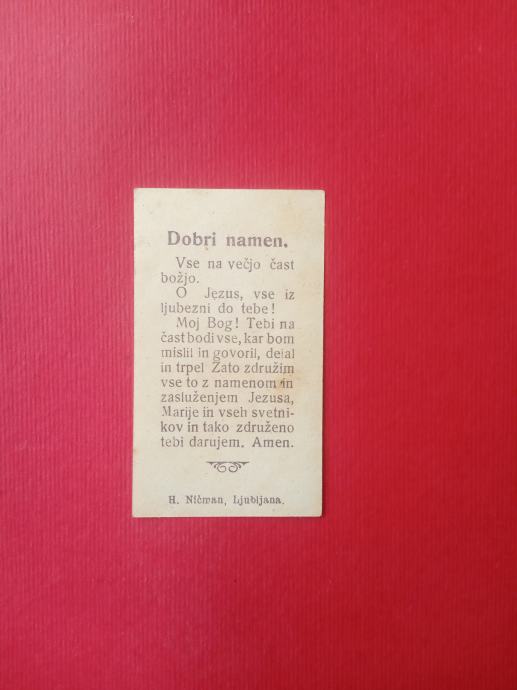 Dobri namen.
Vse na večjo čast
božjo.
O Jezus, vse iz
ljubezni do tebe!
Moj Bog! Tebi na
čast bodi vse, kar bom
mislil in govoril, delal
in trpel Zato združim
vse to z namenom in
zasluženjem Jezusa,
Marije in vseh svetni-
kov in tako združeno
tebi darujem. Amen.
H. Ničman, Ljubljana.